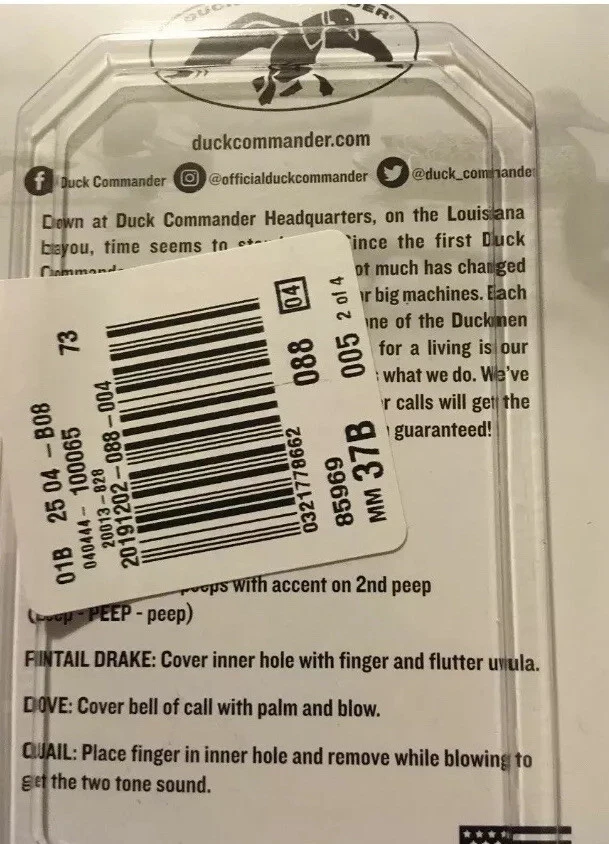 duckcommander.com
Duck Commander @officialduckcommander @duck_commander
Down at Duck Commander Headquarters, on the Louisiana
bayou, time seems to Since the first Duck
not much has changed
big machines. Each
one of the Duckmen
for a living is our
what we do. We've
calls will get the
guaranteed!
01B 25 04 - B08 73
040444 - 100065
20013 - 828
20191202 - 088 - 004
0321778662 088 04
85969 005 2 of 4
MM 37B
peeps with accent on 2nd peep
(peep - PEEP - peep)
PINTAIL DRAKE: Cover inner hole with finger and flutter uvula.
DOVE: Cover bell of call with palm and blow.
QUAIL: Place finger in inner hole and remove while blowing to
get the two tone sound.